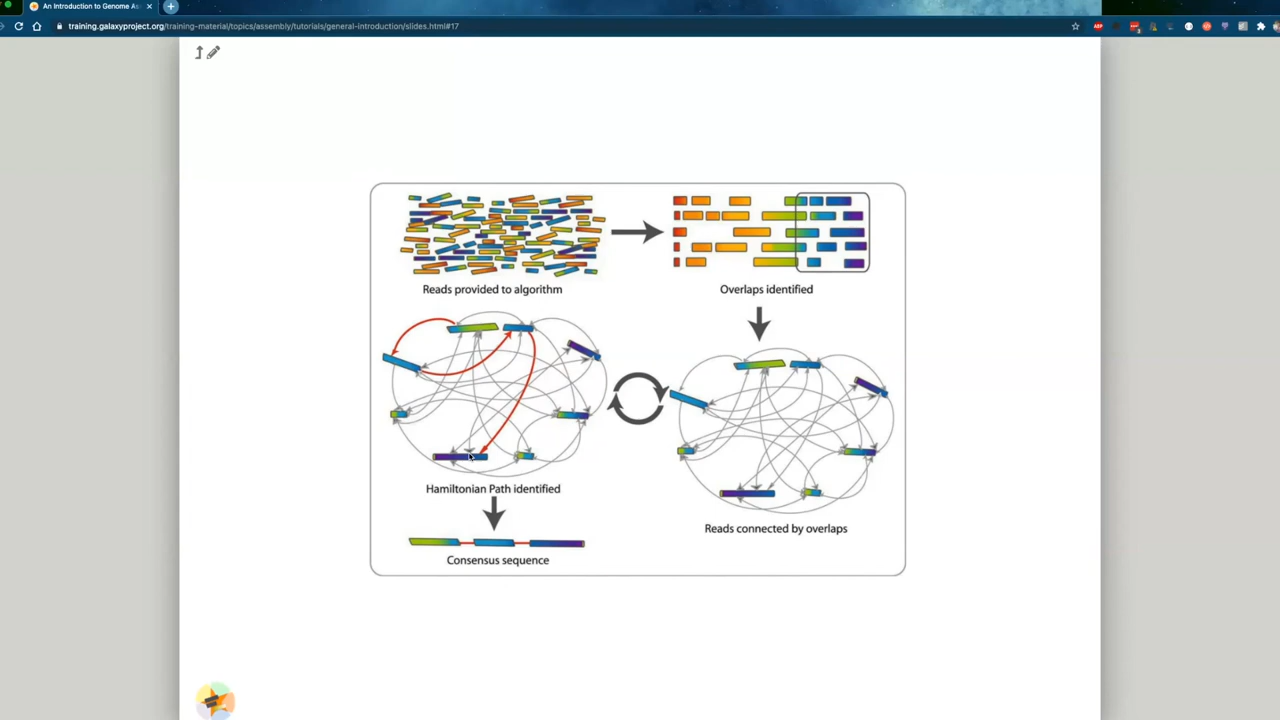 An Introduction to Genome As
training.galaxyproject.org/training-material/topics/assembly/tutorials/general-introduction/slides.html#17
Reads provided to algorithm
Overlaps identified
Hamiltonian Path identified
Reads connected by overlaps
Consensus sequence